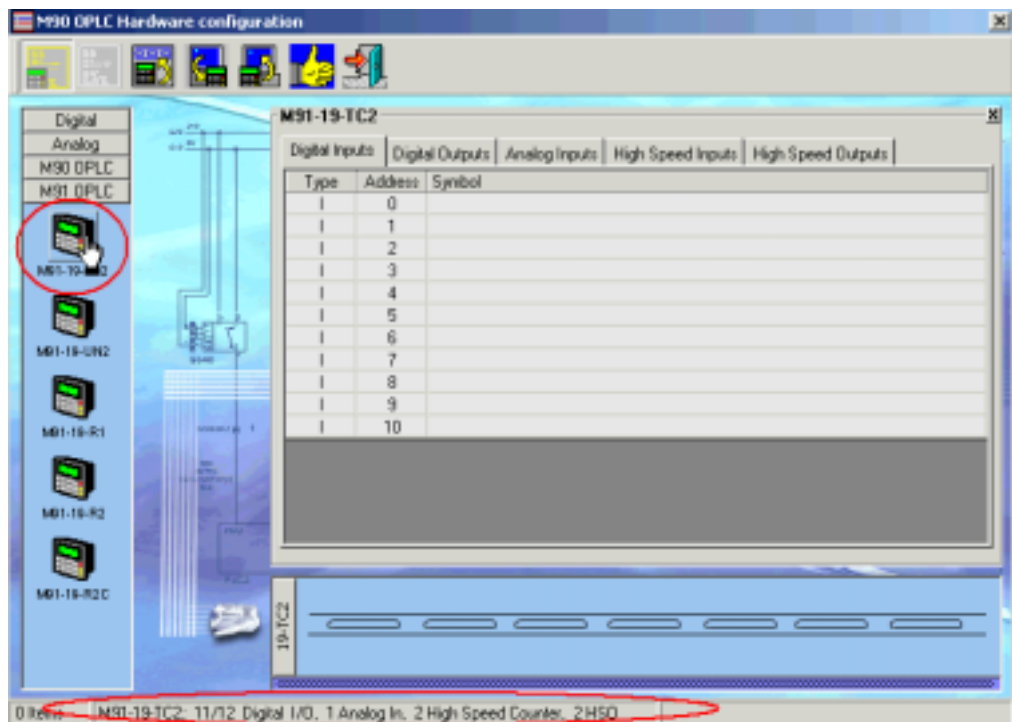 M90 OPLC Hardware configuration
Digital
Analog
M90 OPLC
M91 OPLC
M91-19-UN2
M91-19-R1
M91-19-R2
M91-19-R2C
M91-19-TC2
Digital Inputs Digital Outputs Analog Inputs High Speed Inputs High Speed Outputs
Type Address Symbol
I 0
I 1
I 2
I 3
I 4
I 5
I 6
I 7
I 8
I 9
I 10
19-TC2
0 Items M91-19-TC2: 11/12 Digital I/O, 1 Analog In, 2 High Speed Counter, 2 HSO